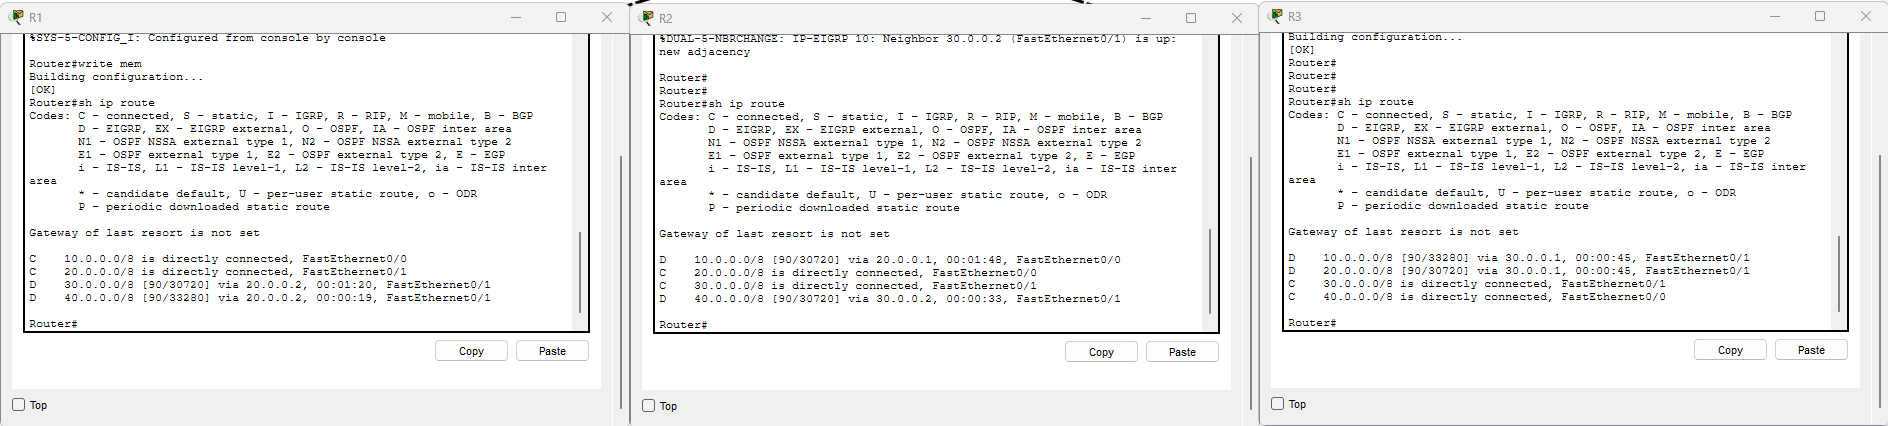 R1
%SYS-5-CONFIG_I: Configured from console by console
Router#write mem
Building configuration...
[OK]
Router#sh ip route
Codes: C - connected, S - static, I - IGRP, R - RIP, M - mobile, B - BGP
D - EIGRP, EX - EIGRP external, O - OSPF, IA - OSPF inter area
N1 - OSPF NSSA external type 1, N2 - OSPF NSSA external type 2
E1 - OSPF external type 1, E2 - OSPF external type 2, E - EGP
i - IS-IS, L1 - IS-IS level-1, L2 - IS-IS level-2, ia - IS-IS inter
area
* - candidate default, U - per-user static route, o - ODR
P - periodic downloaded static route
Gateway of last resort is not set
C 10.0.0.0/8 is directly connected, FastEthernet0/0
C 20.0.0.0/8 is directly connected, FastEthernet0/1
D 30.0.0.0/8 [90/30720] via 20.0.0.2, 00:01:20, FastEthernet0/1
D 40.0.0.0/8 [90/33280] via 20.0.0.2, 00:00:19, FastEthernet0/1
Router#
Copy Paste
Top
R2
%DUAL-5-NBRCHANGE: IP-EIGRP 10: Neighbor 30.0.0.2 (FastEthernet0/1) is up:
new adjacency
Router#
Router#
Router#sh ip route
Codes: C - connected, S - static, I - IGRP, R - RIP, M - mobile, B - BGP
D - EIGRP, EX - EIGRP external, O - OSPF, IA - OSPF inter area
N1 - OSPF NSSA external type 1, N2 - OSPF NSSA external type 2
E1 - OSPF external type 1, E2 - OSPF external type 2, E - EGP
i - IS-IS, L1 - IS-IS level-1, L2 - IS-IS level-2, ia - IS-IS inter
area
* - candidate default, U - per-user static route, o - ODR
P - periodic downloaded static route
Gateway of last resort is not set
D 10.0.0.0/8 [90/30720] via 20.0.0.1, 00:01:48, FastEthernet0/0
C 20.0.0.0/8 is directly connected, FastEthernet0/0
C 30.0.0.0/8 is directly connected, FastEthernet0/1
D 40.0.0.0/8 [90/30720] via 30.0.0.2, 00:00:33, FastEthernet0/1
Router#
Copy Paste
Top
R3
Building configuration...
[OK]
Router#
Router#
Router#
Router#sh ip route
Codes: C - connected, S - static, I - IGRP, R - RIP, M - mobile, B - BGP
D - EIGRP, EX - EIGRP external, O - OSPF, IA - OSPF inter area
N1 - OSPF NSSA external type 1, N2 - OSPF NSSA external type 2
E1 - OSPF external type 1, E2 - OSPF external type 2, E - EGP
i - IS-IS, L1 - IS-IS level-1, L2 - IS-IS level-2, ia - IS-IS inter
area
* - candidate default, U - per-user static route, o - ODR
P - periodic downloaded static route
Gateway of last resort is not set
D 10.0.0.0/8 [90/33280] via 30.0.0.1, 00:00:45, FastEthernet0/1
D 20.0.0.0/8 [90/30720] via 30.0.0.1, 00:00:45, FastEthernet0/1
C 30.0.0.0/8 is directly connected, FastEthernet0/1
C 40.0.0.0/8 is directly connected, FastEthernet0/0
Router#
Copy Paste
Top